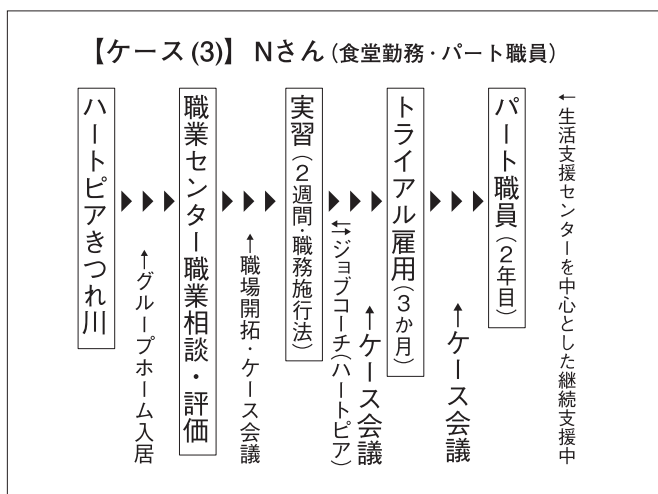 【ケース(3)】 Nさん(食堂勤務・パート職員)
ハートピアきつれ川
▶▶▶
↑グループホーム入居
職業センター職業相談・評価
▶▶▶
↑職場開拓・ケース会議
実習(2週間・職務施行法)
▶▶▶
↑↓ジョブコーチ(ハートピア)
↑ケース会議
トライアル雇用(3か月)
▶▶▶
↑ケース会議
パート職員(2年目)
↑生活支援センターを中心とした継続支援中